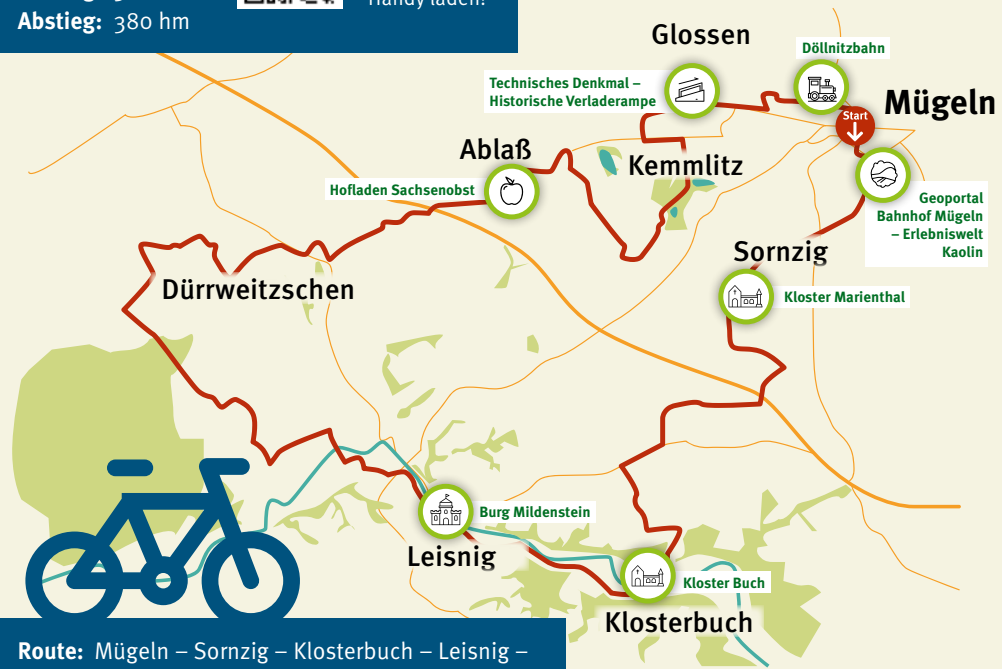 Abstieg: 380 hm
Handy laden!
Glossen
Döllnitzbahn
Technisches Denkmal –
Historische Verladerampe
Mügeln
Start
Ablaß
Kemmlitz
Hofladen Sachsenobst
Geoportal
Bahnhof Mügeln
– Erlebniswelt
Kaolin
Sornzig
Dürrweitzschen
Kloster Marienthal
Burg Mildenstein
Leisnig
Kloster Buch
Klosterbuch
Route: Mügeln – Sornzig – Klosterbuch – Leisnig –